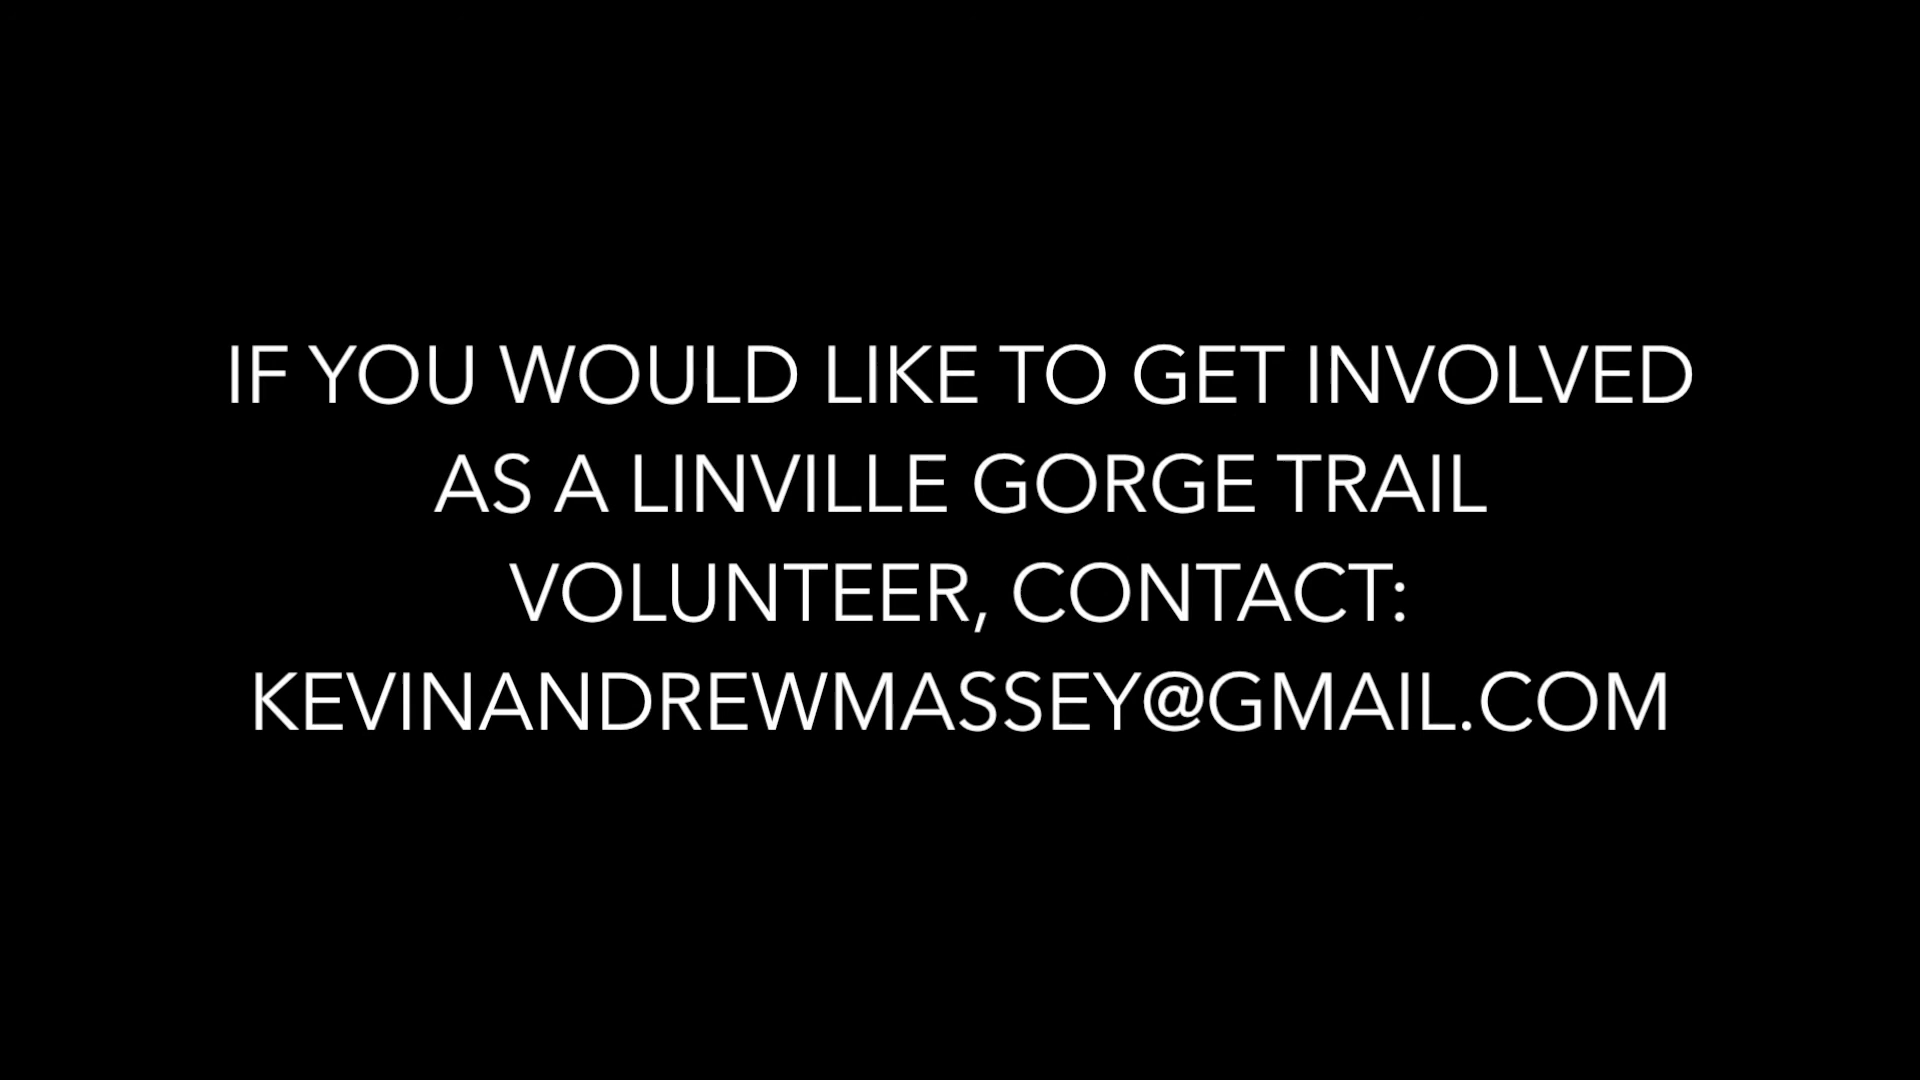 IF YOU WOULD LIKE TO GET INVOLVED
AS A LINVILLE GORGE TRAIL
VOLUNTEER, CONTACT:
KEVINANDREWMASSEY@GMAIL.COM